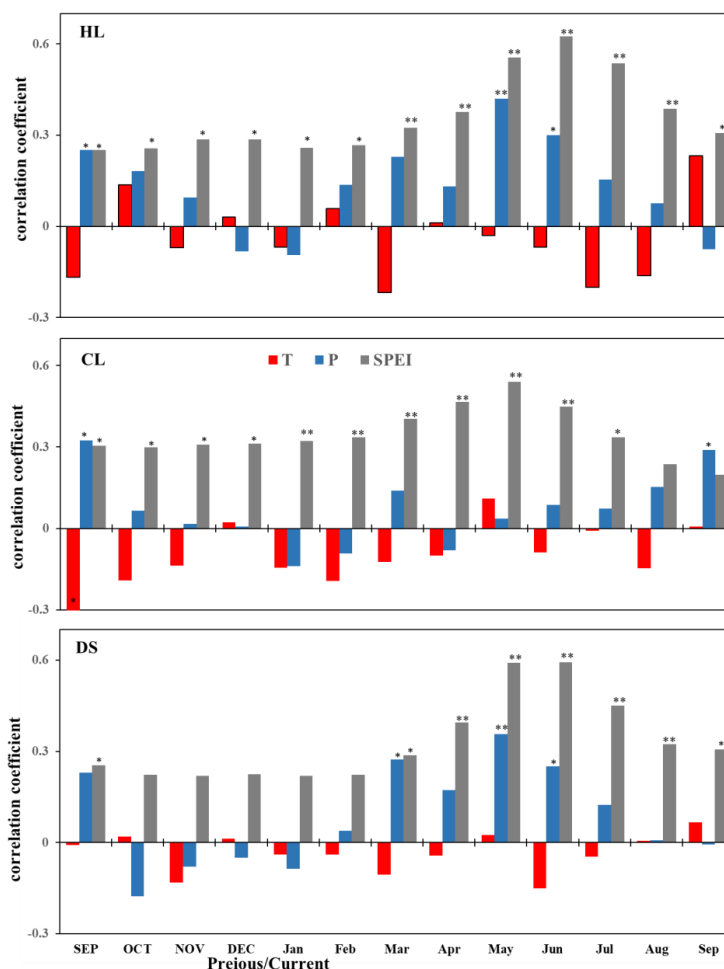 HL
correlation coefficient
0.6
0.3
0
-0.3
* * * * * * * ** ** ** ** ** * ** ** *
CL
T P SPEI
correlation coefficient
0.6
0.3
0
-0.3
* * * * * * ** ** ** ** ** ** * *
DS
correlation coefficient
0.6
0.3
0
-0.3
* * * ** ** ** ** * ** ** *
SEP OCT NOV DEC Jan Feb Mar Apr May Jun Jul Aug Sep
Preious/Current